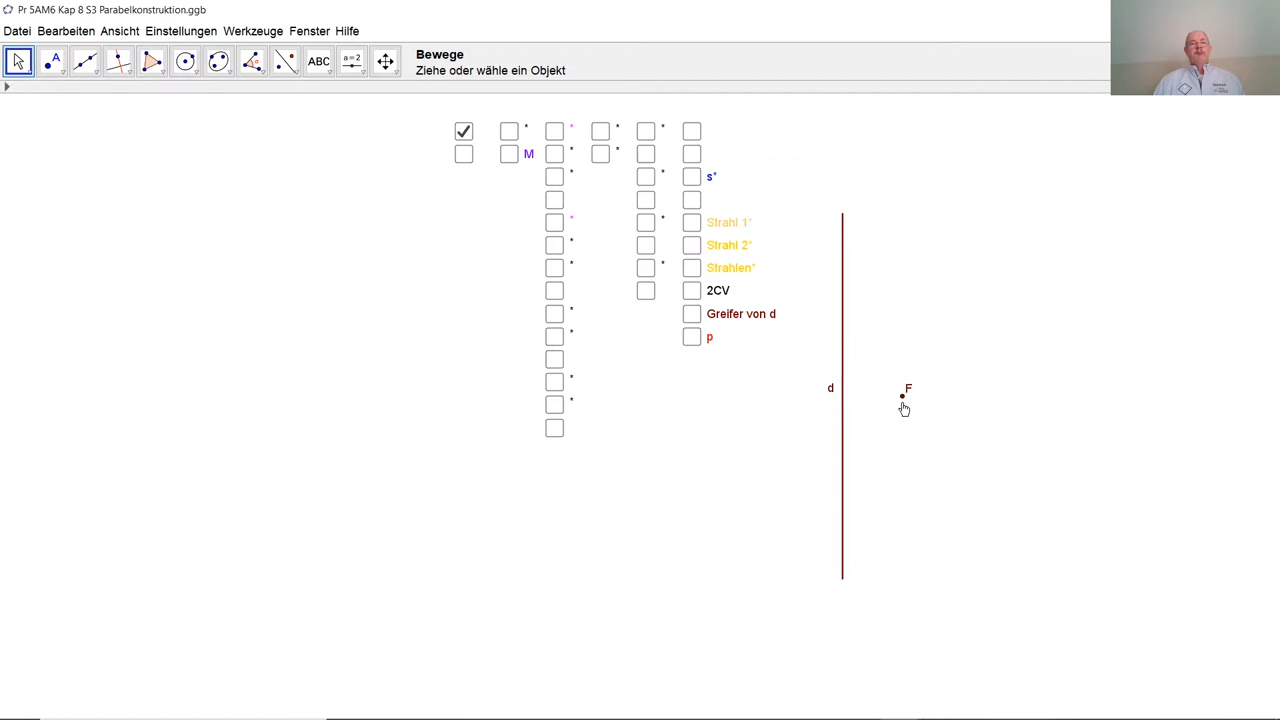 Pr 5AM6 Kap 8 S3 Parabelkonstruktion.ggb
Datei Bearbeiten Ansicht Einstellungen Werkzeuge Fenster Hilfe
A ABC a=2 Bewege
Ziehe oder wähle ein Objekt
* * * *
M * *
* * s*
* * Strahl 1*
* Strahl 2*
* * Strahlen*
2CV
* Greifer von d
* p
* d F
*